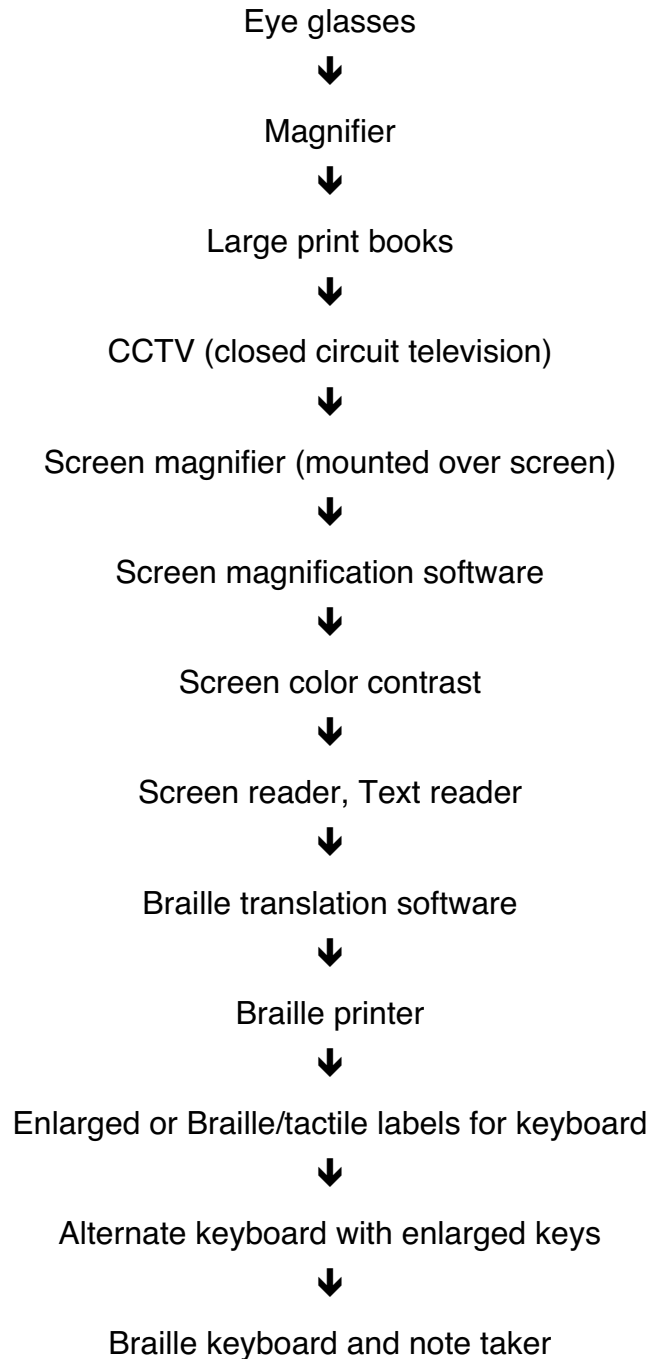 Eye glasses
Magnifier
Large print books
CCTV (closed circuit television)
Screen magnifier (mounted over screen)
Screen magnification software
Screen color contrast
Screen reader, Text reader
Braille translation software
Braille printer
Enlarged or Braille/tactile labels for keyboard
Alternate keyboard with enlarged keys
Braille keyboard and note taker